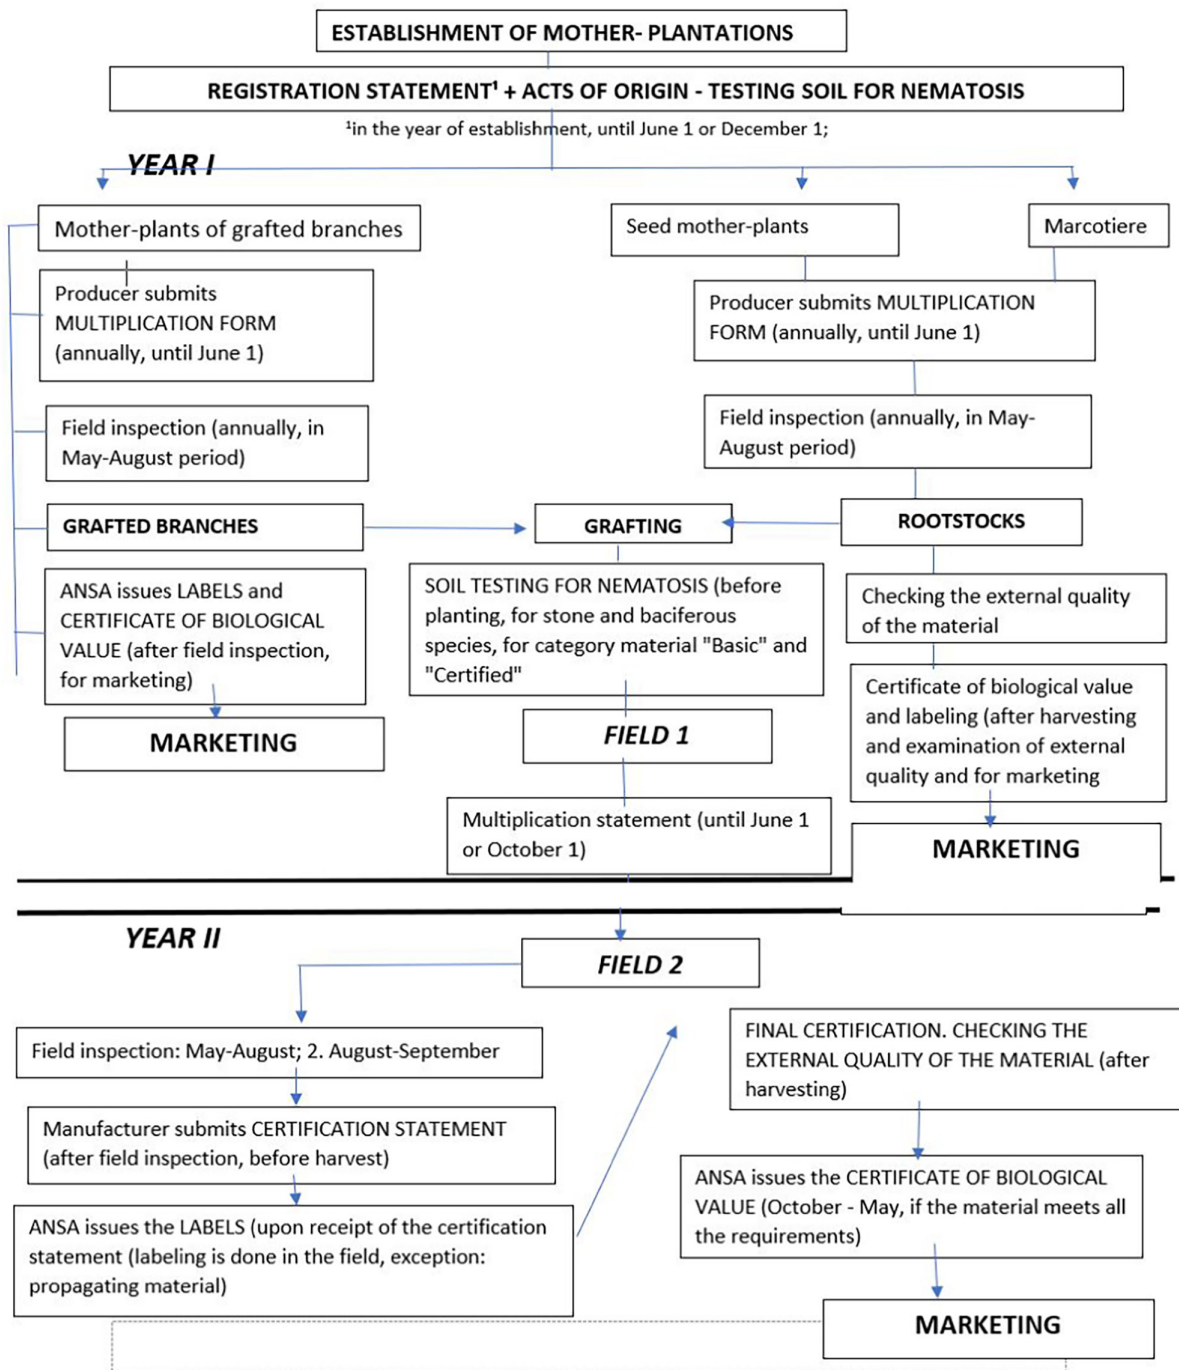 ESTABLISHMENT OF MOTHER- PLANTATIONS
REGISTRATION STATEMENT¹ + ACTS OF ORIGIN - TESTING SOIL FOR NEMATOSIS
¹in the year of establishment, until June 1 or December 1;
YEAR I
Mother-plants of grafted branches
Producer submits
MULTIPLICATION FORM
(annually, until June 1)
Field inspection (annually, in
May-August period)
GRAFTED BRANCHES
ANSA issues LABELS and
CERTIFICATE OF BIOLOGICAL
VALUE (after field inspection,
for marketing)
MARKETING
Seed mother-plants
Marcotiere
Producer submits MULTIPLICATION
FORM (annually, until June 1)
Field inspection (annually, in May-
August period)
ROOTSTOCKS
Checking the external quality
of the material
Certificate of biological value
and labeling (after harvesting
and examination of external
quality and for marketing
MARKETING
GRAFTING
SOIL TESTING FOR NEMATOSIS (before
planting, for stone and baciferous
species, for category material "Basic" and
"Certified"
FIELD 1
Multiplication statement (until June 1
or October 1)
YEAR II
FIELD 2
Field inspection: May-August; 2. August-September
Manufacturer submits CERTIFICATION STATEMENT
(after field inspection, before harvest)
ANSA issues the LABELS (upon receipt of the certification
statement (labeling is done in the field, exception:
propagating material)
FINAL CERTIFICATION. CHECKING THE
EXTERNAL QUALITY OF THE MATERIAL (after
harvesting)
ANSA issues the CERTIFICATE OF BIOLOGICAL
VALUE (October - May, if the material meets all
the requirements)
MARKETING